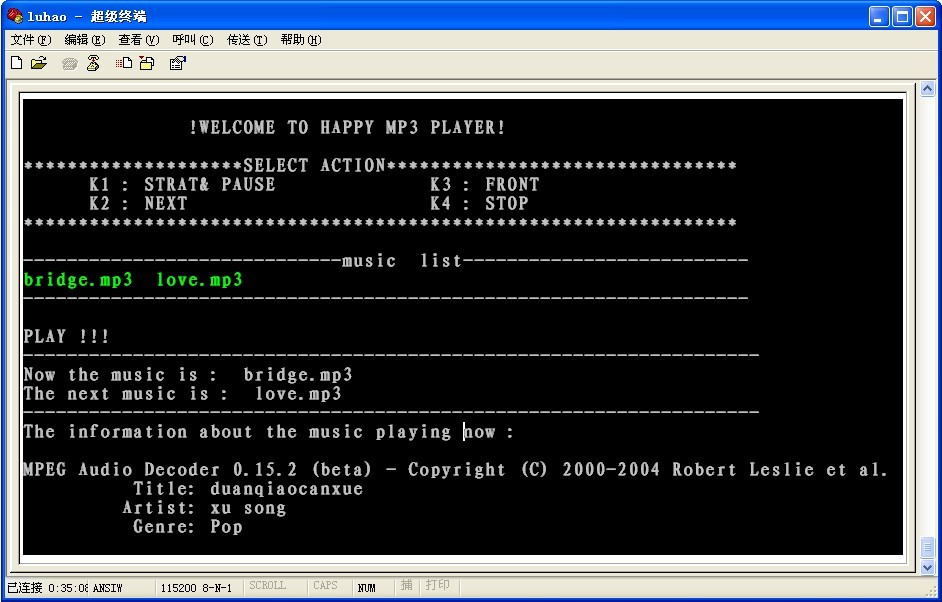 luhao - 超级终端
文件(F) 编辑(E) 查看(V) 呼叫(C) 传送(T) 帮助(H)
!WELCOME TO HAPPY MP3 PLAYER!
********************SELECT ACTION********************************
K1 : STRAT& PAUSE K3 : FRONT
K2 : NEXT K4 : STOP
*****************************************************************
-----------------------------music list--------------------------
bridge.mp3 love.mp3
------------------------------------------------------------------
PLAY !!!
-------------------------------------------------------------------
Now the music is : bridge.mp3
The next music is : love.mp3
-------------------------------------------------------------------
The information about the music playing now :
MPEG Audio Decoder 0.15.2 (beta) - Copyright (C) 2000-2004 Robert Leslie et al.
Title: duanqiaocanxue
Artist: xu song
Genre: Pop
已连接 0:35:08 ANSIW 115200 8-N-1 SCROLL CAPS NUM 捕 打印